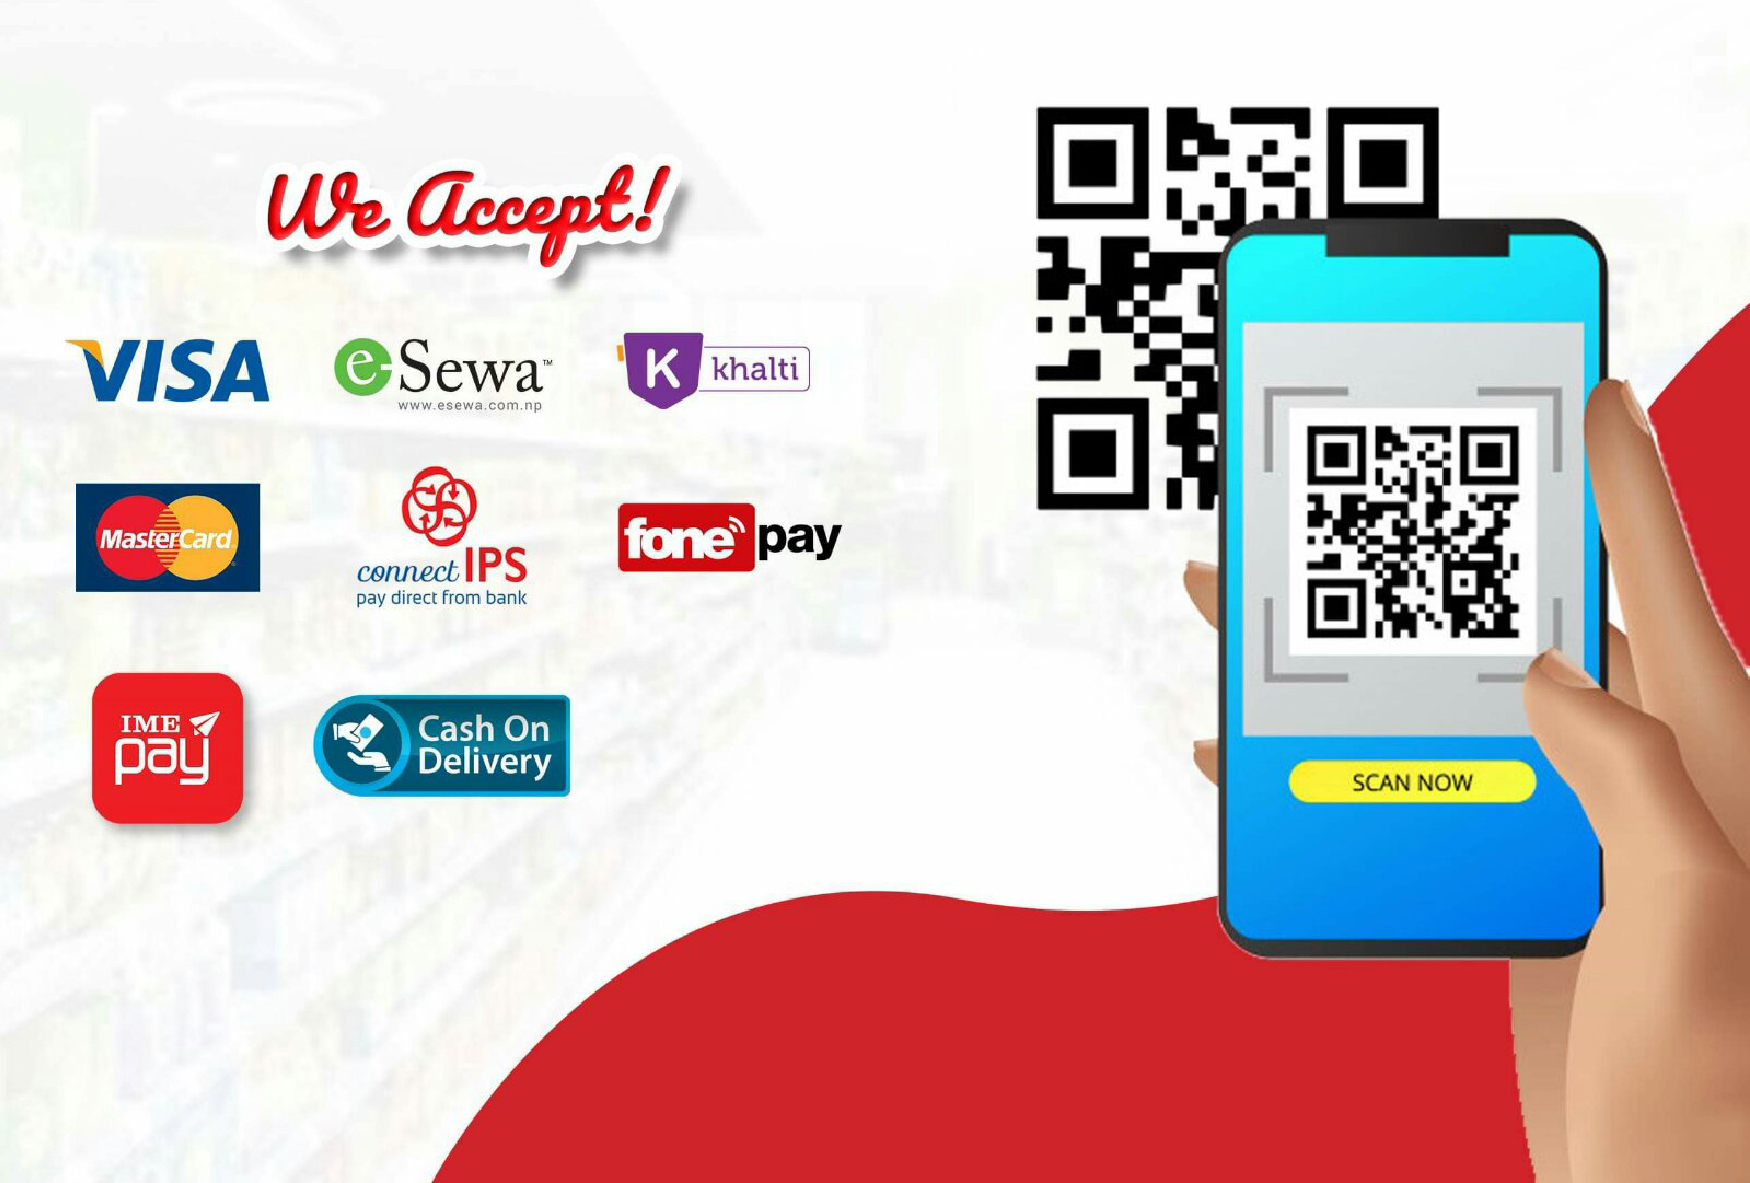 We Accept!
VISA
e-Sewa™
www.esewa.com.np
K khalti
MasterCard
connectIPS
pay direct from bank
fonepay
IME
pay
Cash On
Delivery
SCAN NOW